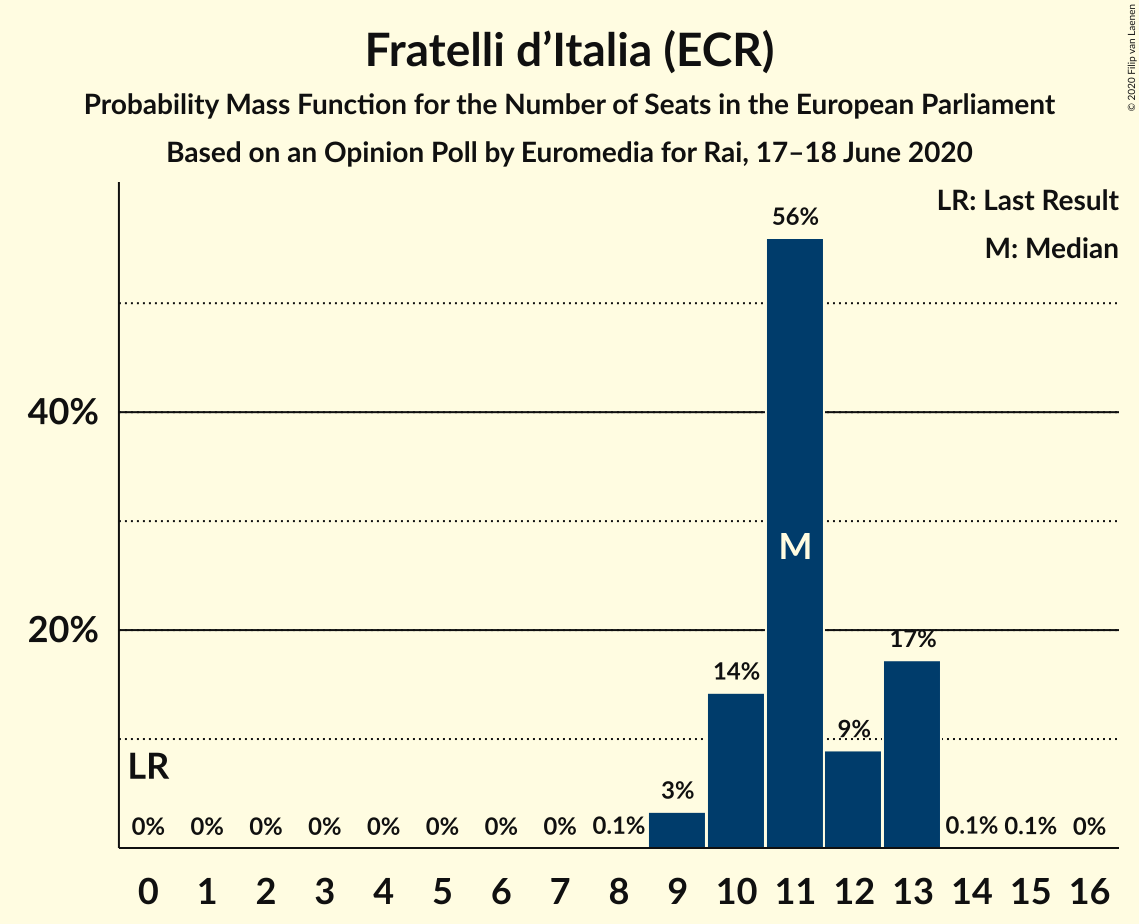 Fratelli d’Italia (ECR)
Probability Mass Function for the Number of Seats in the European Parliament
Based on an Opinion Poll by Euromedia for Rai, 17–18 June 2020
© 2020 Filip van Laenen
LR: Last Result
M: Median
56%
40%
M
20%
17%
14%
9%
LR
3%
0% 0% 0% 0% 0% 0% 0% 0% 0.1% 0.1% 0.1% 0%
0 1 2 3 4 5 6 7 8 9 10 11 12 13 14 15 16